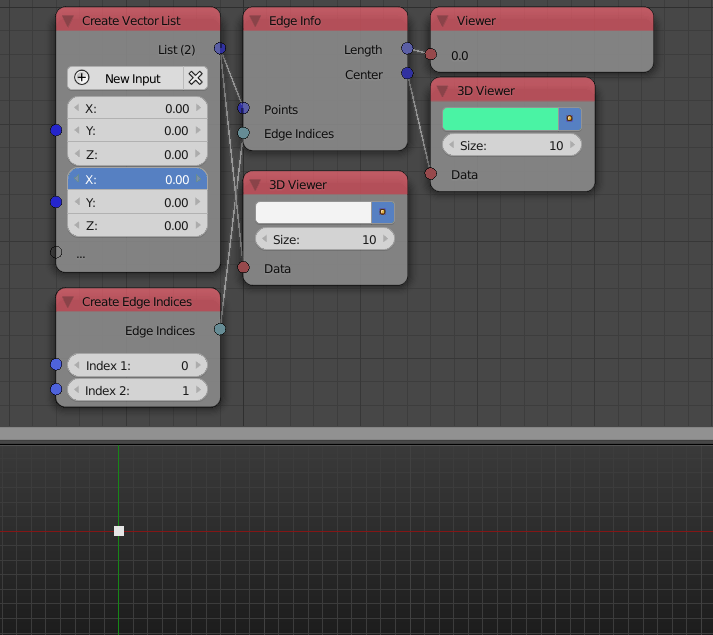 Create Vector List
List (2)
New Input
X: 0.00
Y: 0.00
Z: 0.00
X: 0.00
Y: 0.00
Z: 0.00
...
Create Edge Indices
Edge Indices
Index 1: 0
Index 2: 1
Edge Info
Length
Center
Points
Edge Indices
3D Viewer
Size: 10
Data
Viewer
0.0
3D Viewer
Size: 10
Data